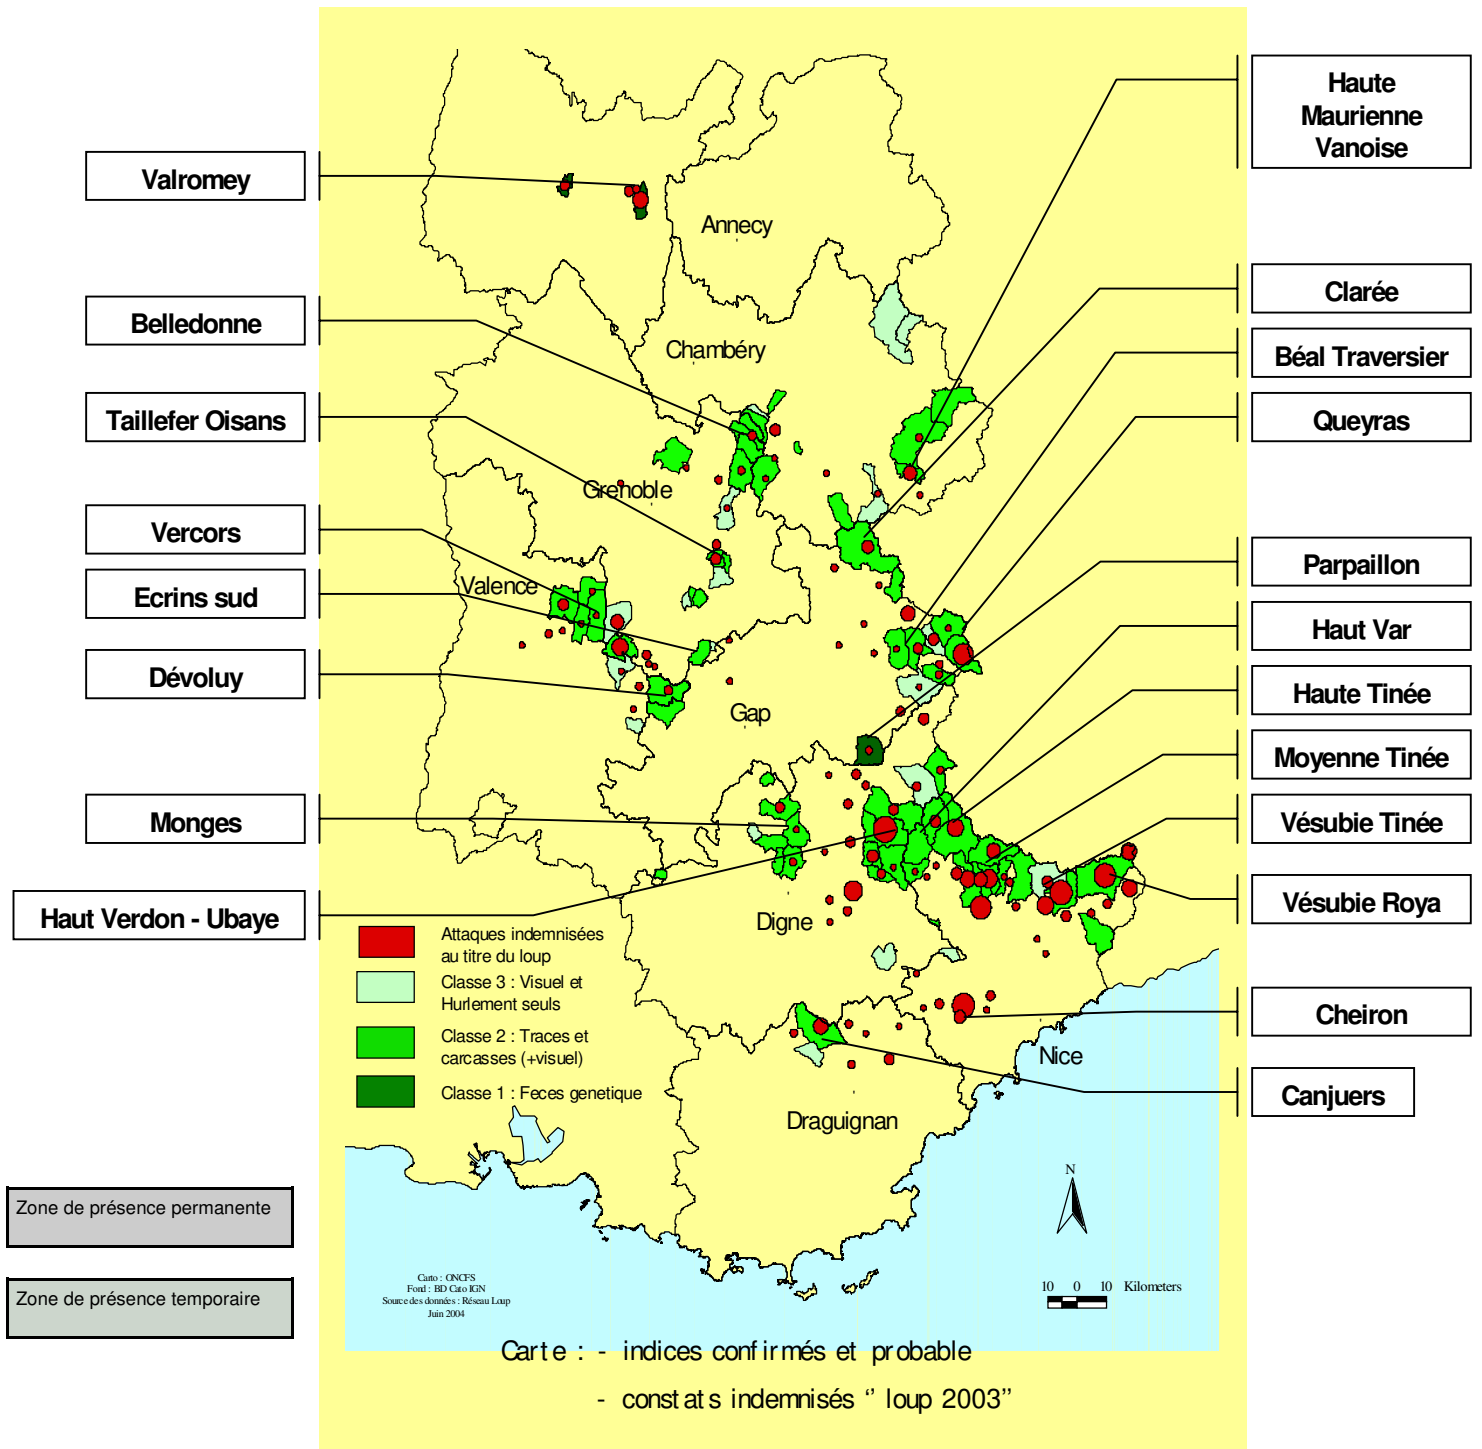 Haute
Maurienne
Vanoise
Valromey
Annecy
Clarée
Belledonne
Chambéry
Béal Traversier
Taillefer Oisans
Queyras
Grenoble
Vercors
Parpaillon
Ecrins sud
Valence
Haut Var
Dévoluy
Haute Tinée
Gap
Moyenne Tinée
Monges
Vésubie Tinée
Haut Verdon - Ubaye
Digne
Vésubie Roya
Attaques indemnisées
au titre du loup
Classe 3 : Visuel et
Hurlement seuls
Cheiron
Classe 2 : Traces et
carcasses (+visuel)
Nice
Classe 1 : Feces genetique
Canjuers
Draguignan
N
Zone de présence permanente
Zone de présence temporaire
Carto : ONCFS
Fond : BD Cato IGN
Source des données : Réseau Loup
Juin 2004
10 0 10 Kilometers
Carte : - indices confirmés et probable
- constats indemnisés “ loup 2003”